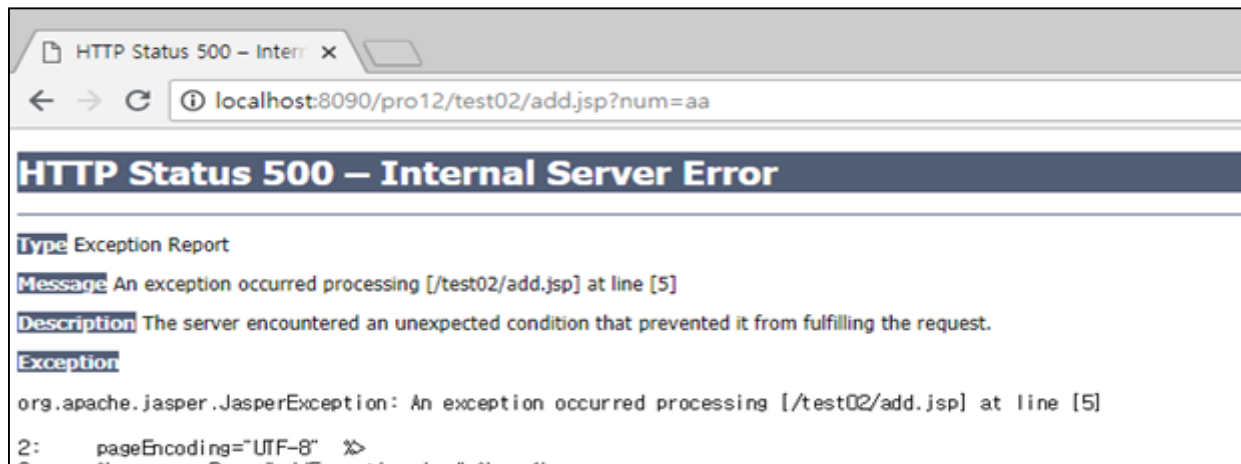 HTTP Status 500 – Intern
localhost:8090/pro12/test02/add.jsp?num=aa
HTTP Status 500 – Internal Server Error
Type Exception Report
Message An exception occurred processing [/test02/add.jsp] at line [5]
Description The server encountered an unexpected condition that prevented it from fulfilling the request.
Exception
org.apache.jasper.JasperException: An exception occurred processing [/test02/add.jsp] at line [5]
2: pageEncoding="UTF-8" %>